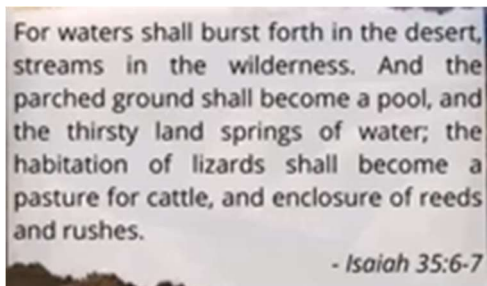 For waters shall burst forth in the desert,
streams in the wilderness. And the
parched ground shall become a pool, and
the thirsty land springs of water; the
habitation of lizards shall become a
pasture for cattle, and enclosure of reeds
and rushes.
- Isaiah 35:6-7